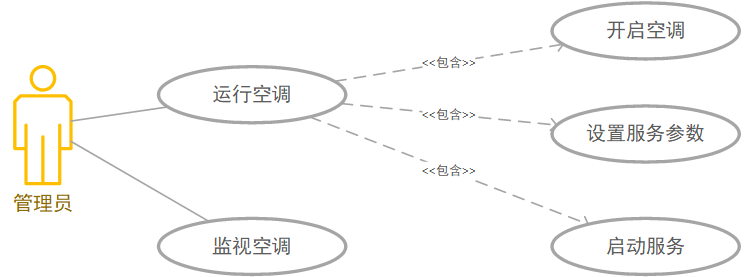 开启空调
<<包含>>
运行空调
<<包含>>
设置服务参数
<<包含>>
管理员
监视空调
启动服务